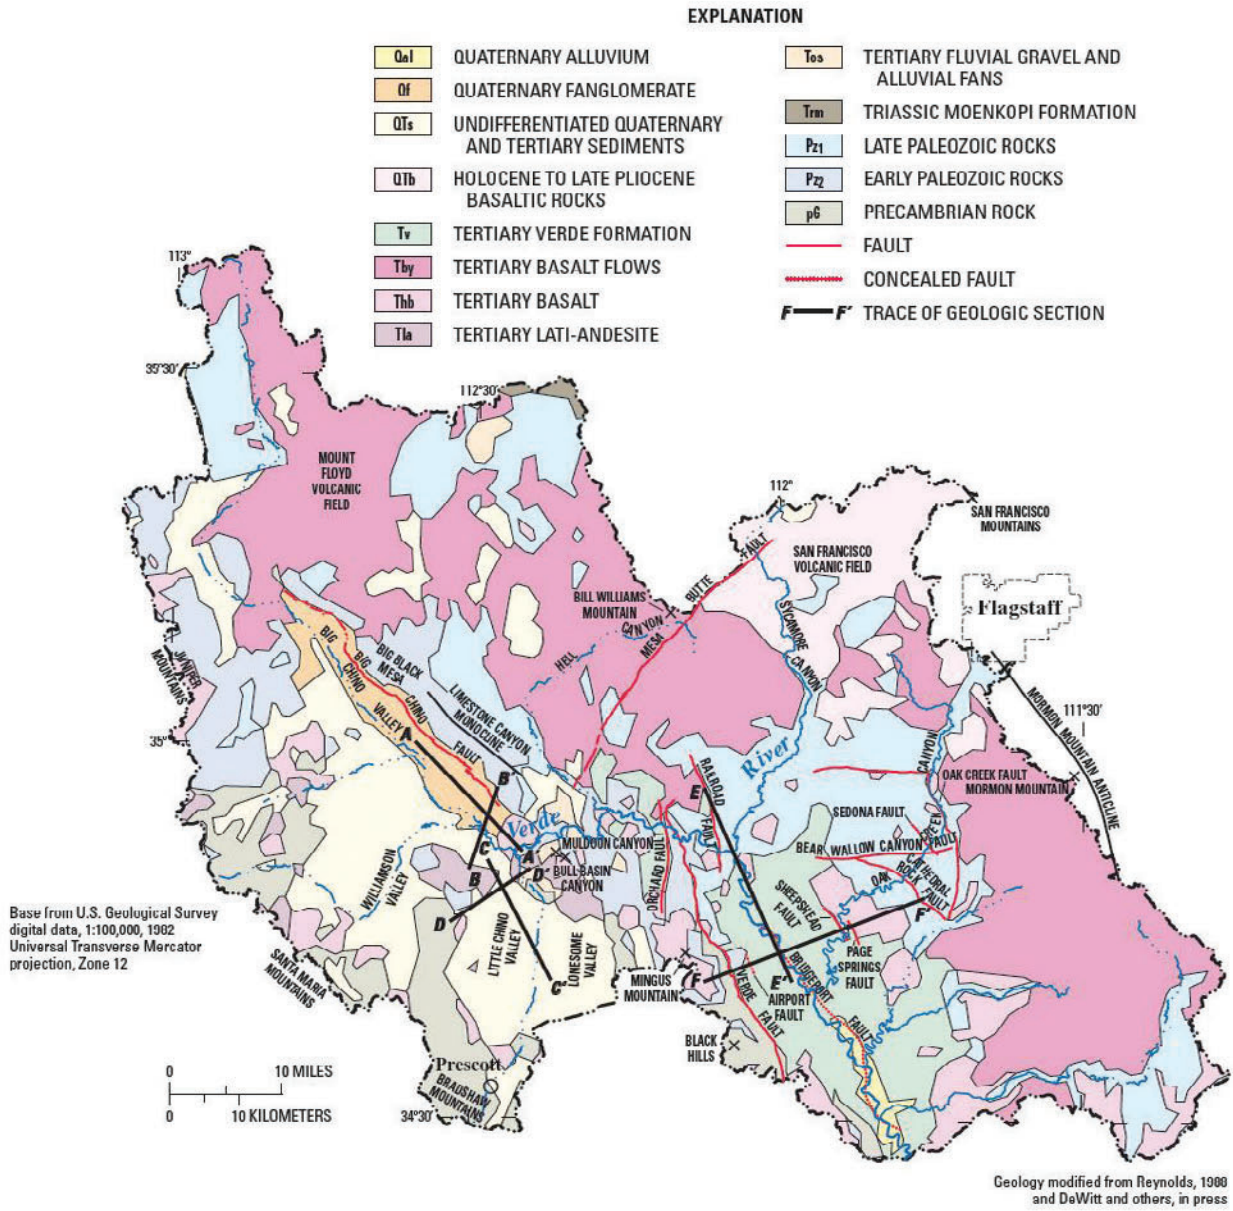 EXPLANATION
Qal QUATERNARY ALLUVIUM
Qf QUATERNARY FANGLOMERATE
QTs UNDIFFERENTIATED QUATERNARY
AND TERTIARY SEDIMENTS
QTb HOLOCENE TO LATE PLIOCENE
BASALTIC ROCKS
Tv TERTIARY VERDE FORMATION
Tby TERTIARY BASALT FLOWS
Thb TERTIARY BASALT
Tla TERTIARY LATI-ANDESITE
Tos TERTIARY FLUVIAL GRAVEL AND
ALLUVIAL FANS
Trm TRIASSIC MOENKOPI FORMATION
Pz1 LATE PALEOZOIC ROCKS
Pz2 EARLY PALEOZOIC ROCKS
pЄ PRECAMBRIAN ROCK
FAULT
CONCEALED FAULT
F F' TRACE OF GEOLOGIC SECTION
113°
35°30'
112°30'
112°
111°30'
35°
34°30'
MOUNT
FLOYD
VOLCANIC
FIELD
SAN FRANCISCO
MOUNTAINS
SAN FRANCISCO
VOLCANIC FIELD
Flagstaff
BILL WILLIAMS
MOUNTAIN
HELL CANYON
MESA BUTTE FAULT
SYCAMORE CANYON
JUNIPER
MOUNTAINS
BIG CHINO VALLEY
BIG CHINO FAULT
BIG BLACK
MESA
LIMESTONE CANYON
MONOCLINE
MORMON MOUNTAIN ANTICLINE
OAK CREEK FAULT
MORMON MOUNTAIN
SEDONA FAULT
BEAR WALLOW CANYON FAULT
OAK CREEK CANYON
CATHEDRAL
ROCK FAULT
Verde River
RAILROAD FAULT
ORCHARD FAULT
MULDOON CANYON
BULL BASIN
CANYON
WILLIAMSON
VALLEY
LITTLE CHINO
VALLEY
LONESOME
VALLEY
SANTA MARIA
MOUNTAINS
SHEEPSHEAD
FAULT
PAGE
SPRINGS
FAULT
BRIDGEPORT FAULT
AIRPORT
FAULT
VERDE FAULT
MINGUS
MOUNTAIN
BLACK
HILLS
Prescott
BRADSHAW
MOUNTAINS
A
A'
B
B'
C
C'
D
D'
E
E'
F
F'
Base from U.S. Geological Survey
digital data, 1:100,000, 1982
Universal Transverse Mercator
projection, Zone 12
0 10 MILES
0 10 KILOMETERS
Geology modified from Reynolds, 1988
and DeWitt and others, in press